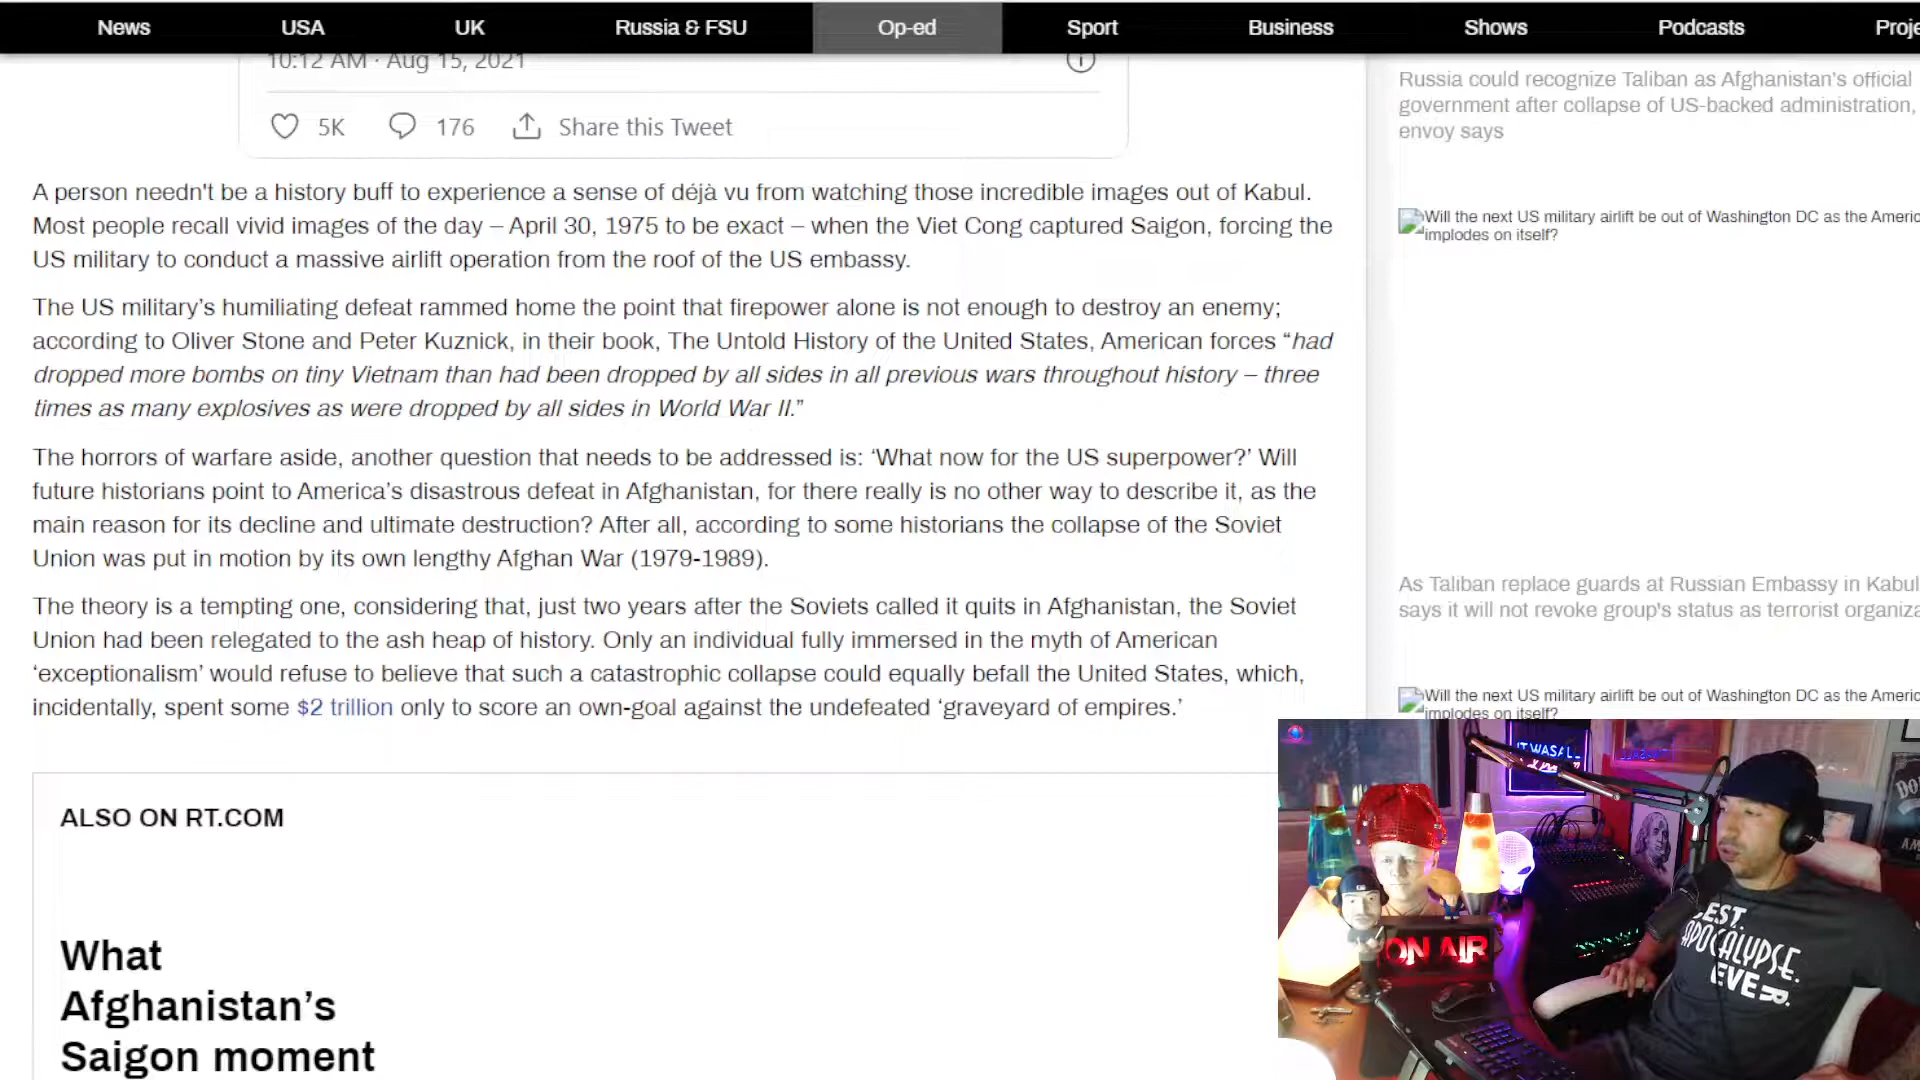 News USA UK Russia & FSU Op-ed Sport Business Shows Podcasts Proje
10:12 AM · Aug 15, 2021
5K 176 Share this Tweet
A person needn't be a history buff to experience a sense of déjà vu from watching those incredible images out of Kabul.
Most people recall vivid images of the day – April 30, 1975 to be exact – when the Viet Cong captured Saigon, forcing the
US military to conduct a massive airlift operation from the roof of the US embassy.
The US military’s humiliating defeat rammed home the point that firepower alone is not enough to destroy an enemy;
according to Oliver Stone and Peter Kuznick, in their book, The Untold History of the United States, American forces “had
dropped more bombs on tiny Vietnam than had been dropped by all sides in all previous wars throughout history – three
times as many explosives as were dropped by all sides in World War II.”
The horrors of warfare aside, another question that needs to be addressed is: ‘What now for the US superpower?’ Will
future historians point to America’s disastrous defeat in Afghanistan, for there really is no other way to describe it, as the
main reason for its decline and ultimate destruction? After all, according to some historians the collapse of the Soviet
Union was put in motion by its own lengthy Afghan War (1979-1989).
The theory is a tempting one, considering that, just two years after the Soviets called it quits in Afghanistan, the Soviet
Union had been relegated to the ash heap of history. Only an individual fully immersed in the myth of American
‘exceptionalism’ would refuse to believe that such a catastrophic collapse could equally befall the United States, which,
incidentally, spent some $2 trillion only to score an own-goal against the undefeated ‘graveyard of empires.’
ALSO ON RT.COM
What
Afghanistan’s
Saigon moment
Russia could recognize Taliban as Afghanistan’s official
government after collapse of US-backed administration,
envoy says
Will the next US military airlift be out of Washington DC as the Americ
implodes on itself?
As Taliban replace guards at Russian Embassy in Kabul
says it will not revoke group's status as terrorist organiza
Will the next US military airlift be out of Washington DC as the Americ
implodes on itself?
IT WAS ALL
ON AIR
BEST.
APOCALYPSE.
EVER.